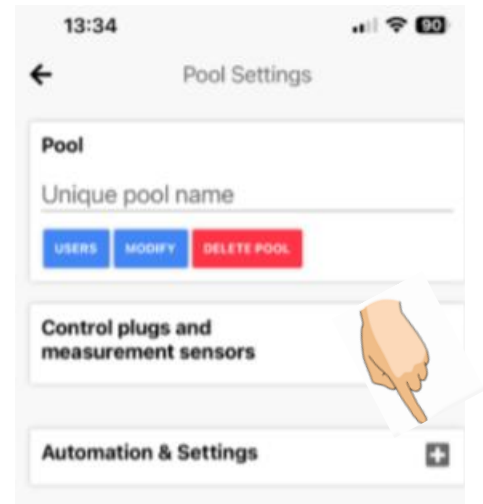 13:34
90
Pool Settings
Pool
Unique pool name
USERS MODIFY DELETE POOL
Control plugs and
measurement sensors
Automation & Settings